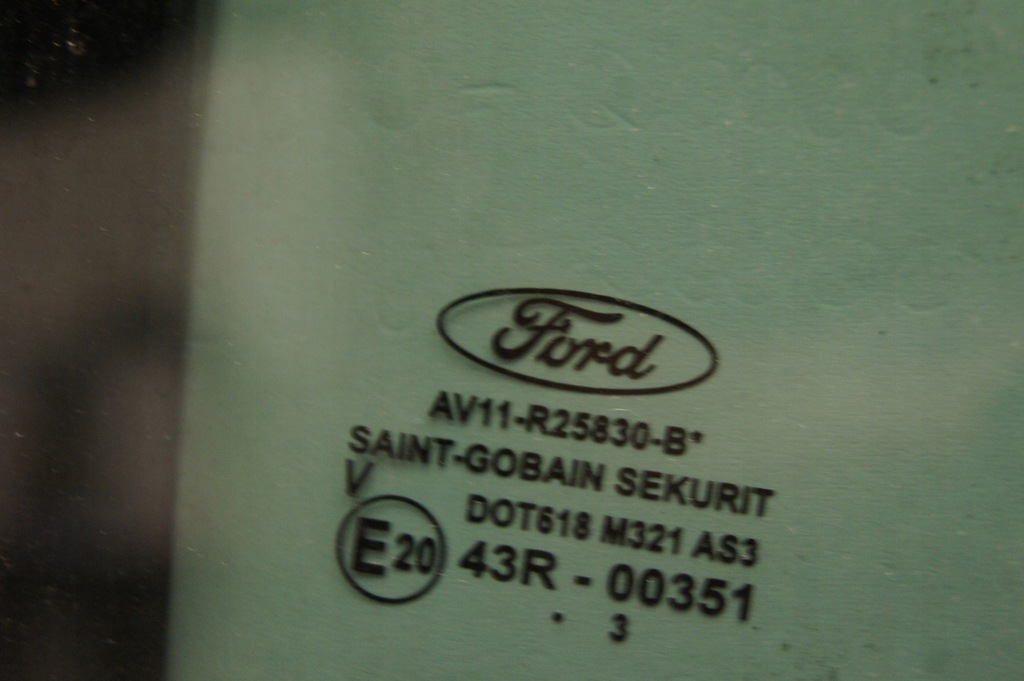 Ford
AV11-R25830-B*
SAINT-GOBAIN SEKURIT
V
DOT618 M321 AS3
E20 43R - 00351
. 3